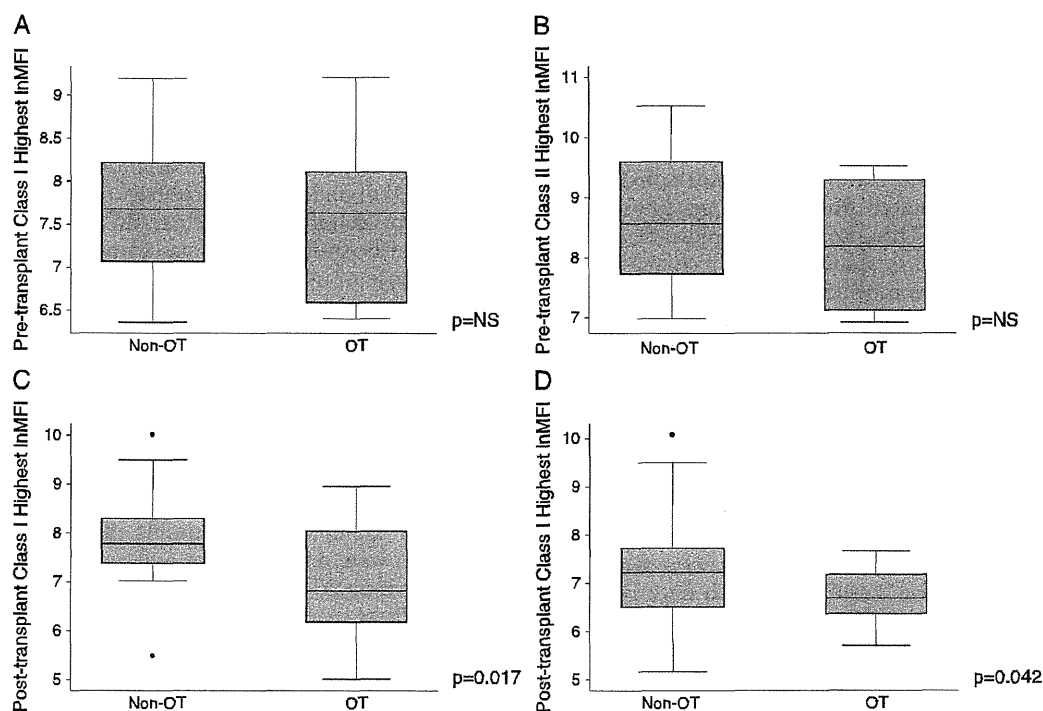 A
Pre-transplant Class I Highest lnMFI
9
8.5
8
7.5
7
6.5
Non-OT
OT
p=NS
B
Pre-transplant Class II Highest lnMFI
11
10
9
8
7
Non-OT
OT
p=NS
C
Post-transplant Class I Highest lnMFI
10
9
8
7
6
5
Non-OT
OT
p=0.017
D
Post-transplant Class I Highest lnMFI
10
9
8
7
6
5
Non-OT
OT
p=0.042